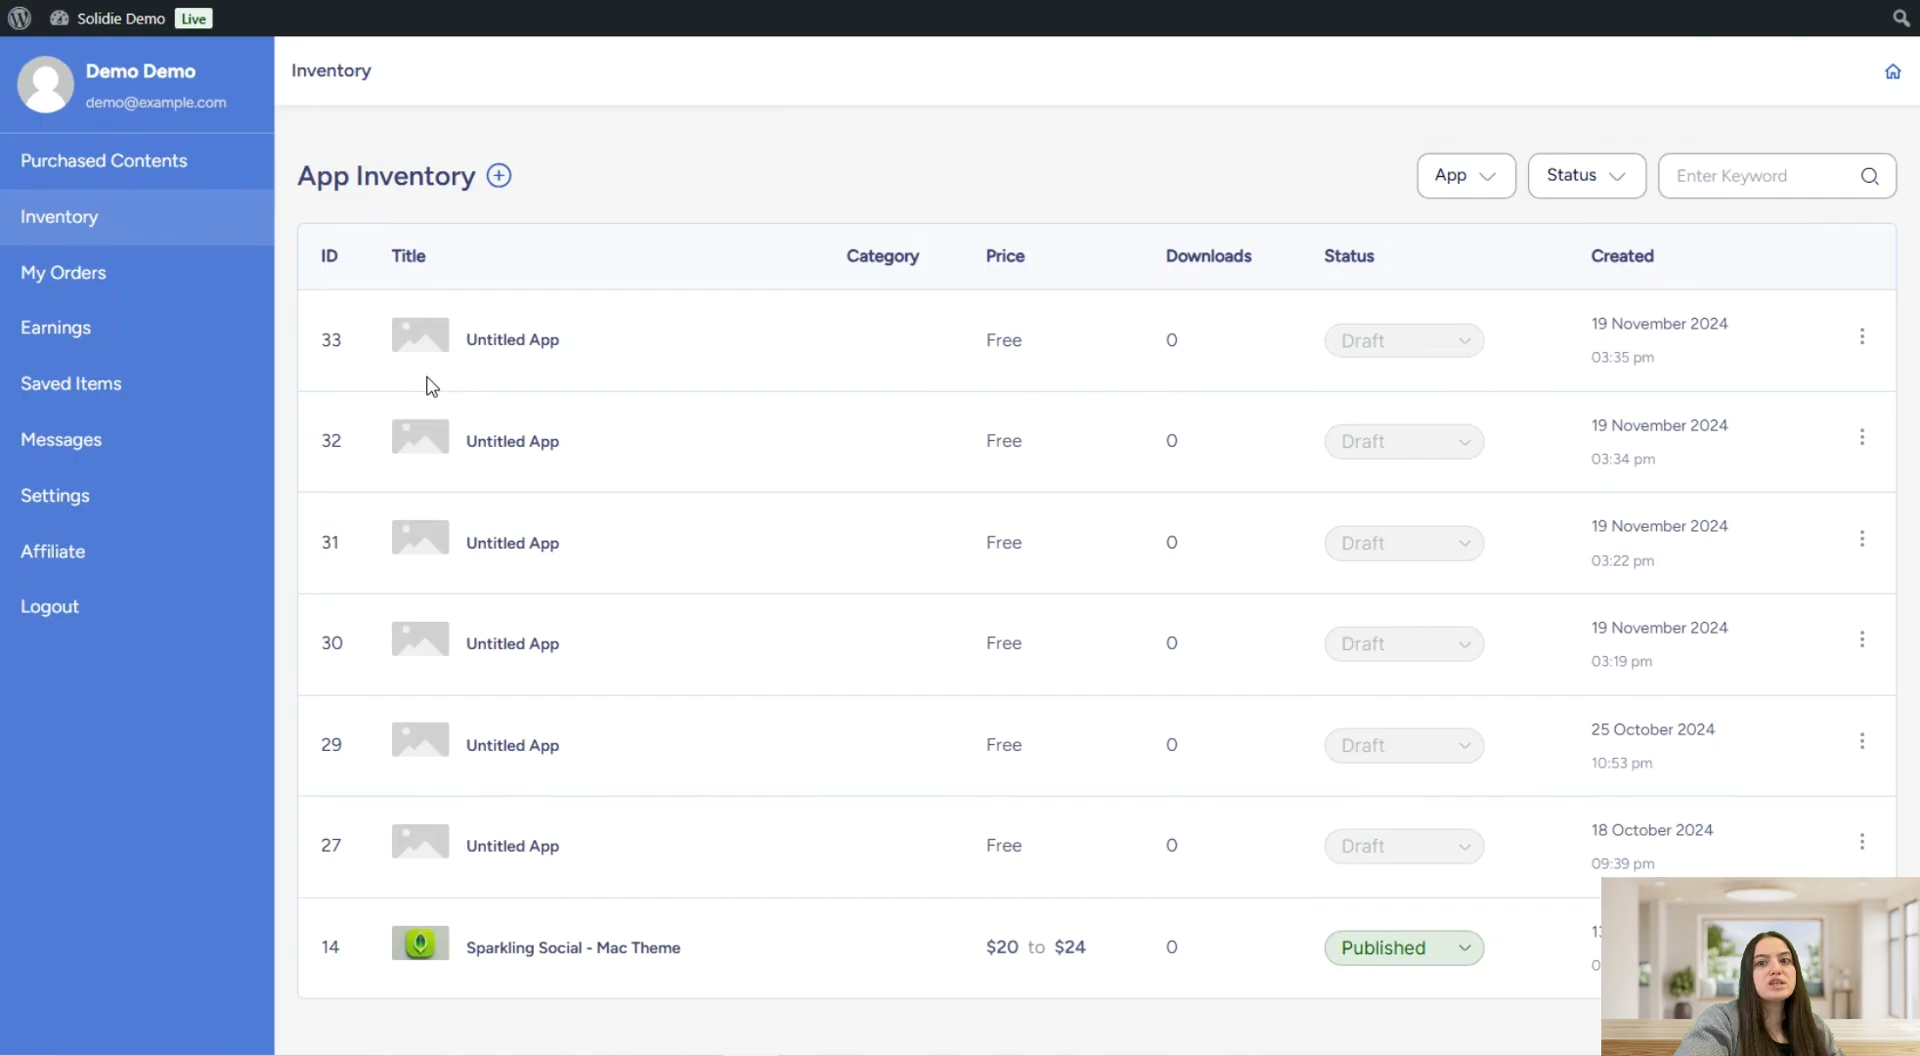 Solidie Demo Live
Demo Demo
demo@example.com
Purchased Contents
Inventory
My Orders
Earnings
Saved Items
Messages
Settings
Affiliate
Logout
Inventory
App Inventory
App
Status
Enter Keyword
ID Title Category Price Downloads Status Created
33 Untitled App Free 0 Draft 19 November 2024
03:35 pm
32 Untitled App Free 0 Draft 19 November 2024
03:34 pm
31 Untitled App Free 0 Draft 19 November 2024
03:22 pm
30 Untitled App Free 0 Draft 19 November 2024
03:19 pm
29 Untitled App Free 0 Draft 25 October 2024
10:53 pm
27 Untitled App Free 0 Draft 18 October 2024
09:39 pm
14 Sparkling Social - Mac Theme $20 to $24 0 Published